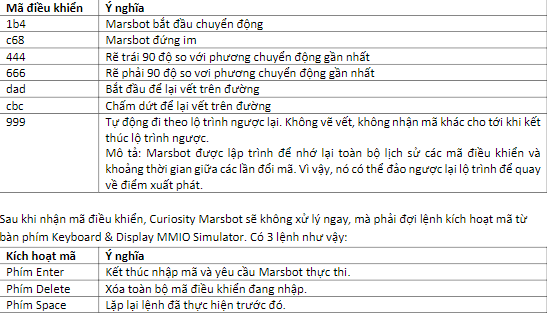 Mã điều khiển Ý nghĩa
1b4 Marsbot bắt đầu chuyển động
c68 Marsbot đứng im
444 Rẽ trái 90 độ so với phương chuyển động gần nhất
666 Rẽ phải 90 độ so vơi phương chuyển động gần nhất
dad Bắt đầu để lại vết trên đường
cbc Chấm dứt để lại vết trên đường
999 Tự động đi theo lộ trình ngược lại. Không vẽ vết, không nhận mã khác cho tới khi kết
thúc lộ trình ngược.
Mô tả: Marsbot được lập trình để nhớ lại toàn bộ lịch sử các mã điều khiển và
khoảng thời gian giữa các lần đổi mã. Vì vậy, nó có thể đảo ngược lại lộ trình để quay
về điểm xuất phát.
Sau khi nhận mã điều khiển, Curiosity Marsbot sẽ không xử lý ngay, mà phải đợi lệnh kích hoạt mã từ
bàn phím Keyboard & Display MMIO Simulator. Có 3 lệnh như vậy:
Kích hoạt mã Ý nghĩa
Phím Enter Kết thúc nhập mã và yêu cầu Marsbot thực thi.
Phím Delete Xóa toàn bộ mã điều khiển đang nhập.
Phím Space Lặp lại lệnh đã thực hiện trước đó.